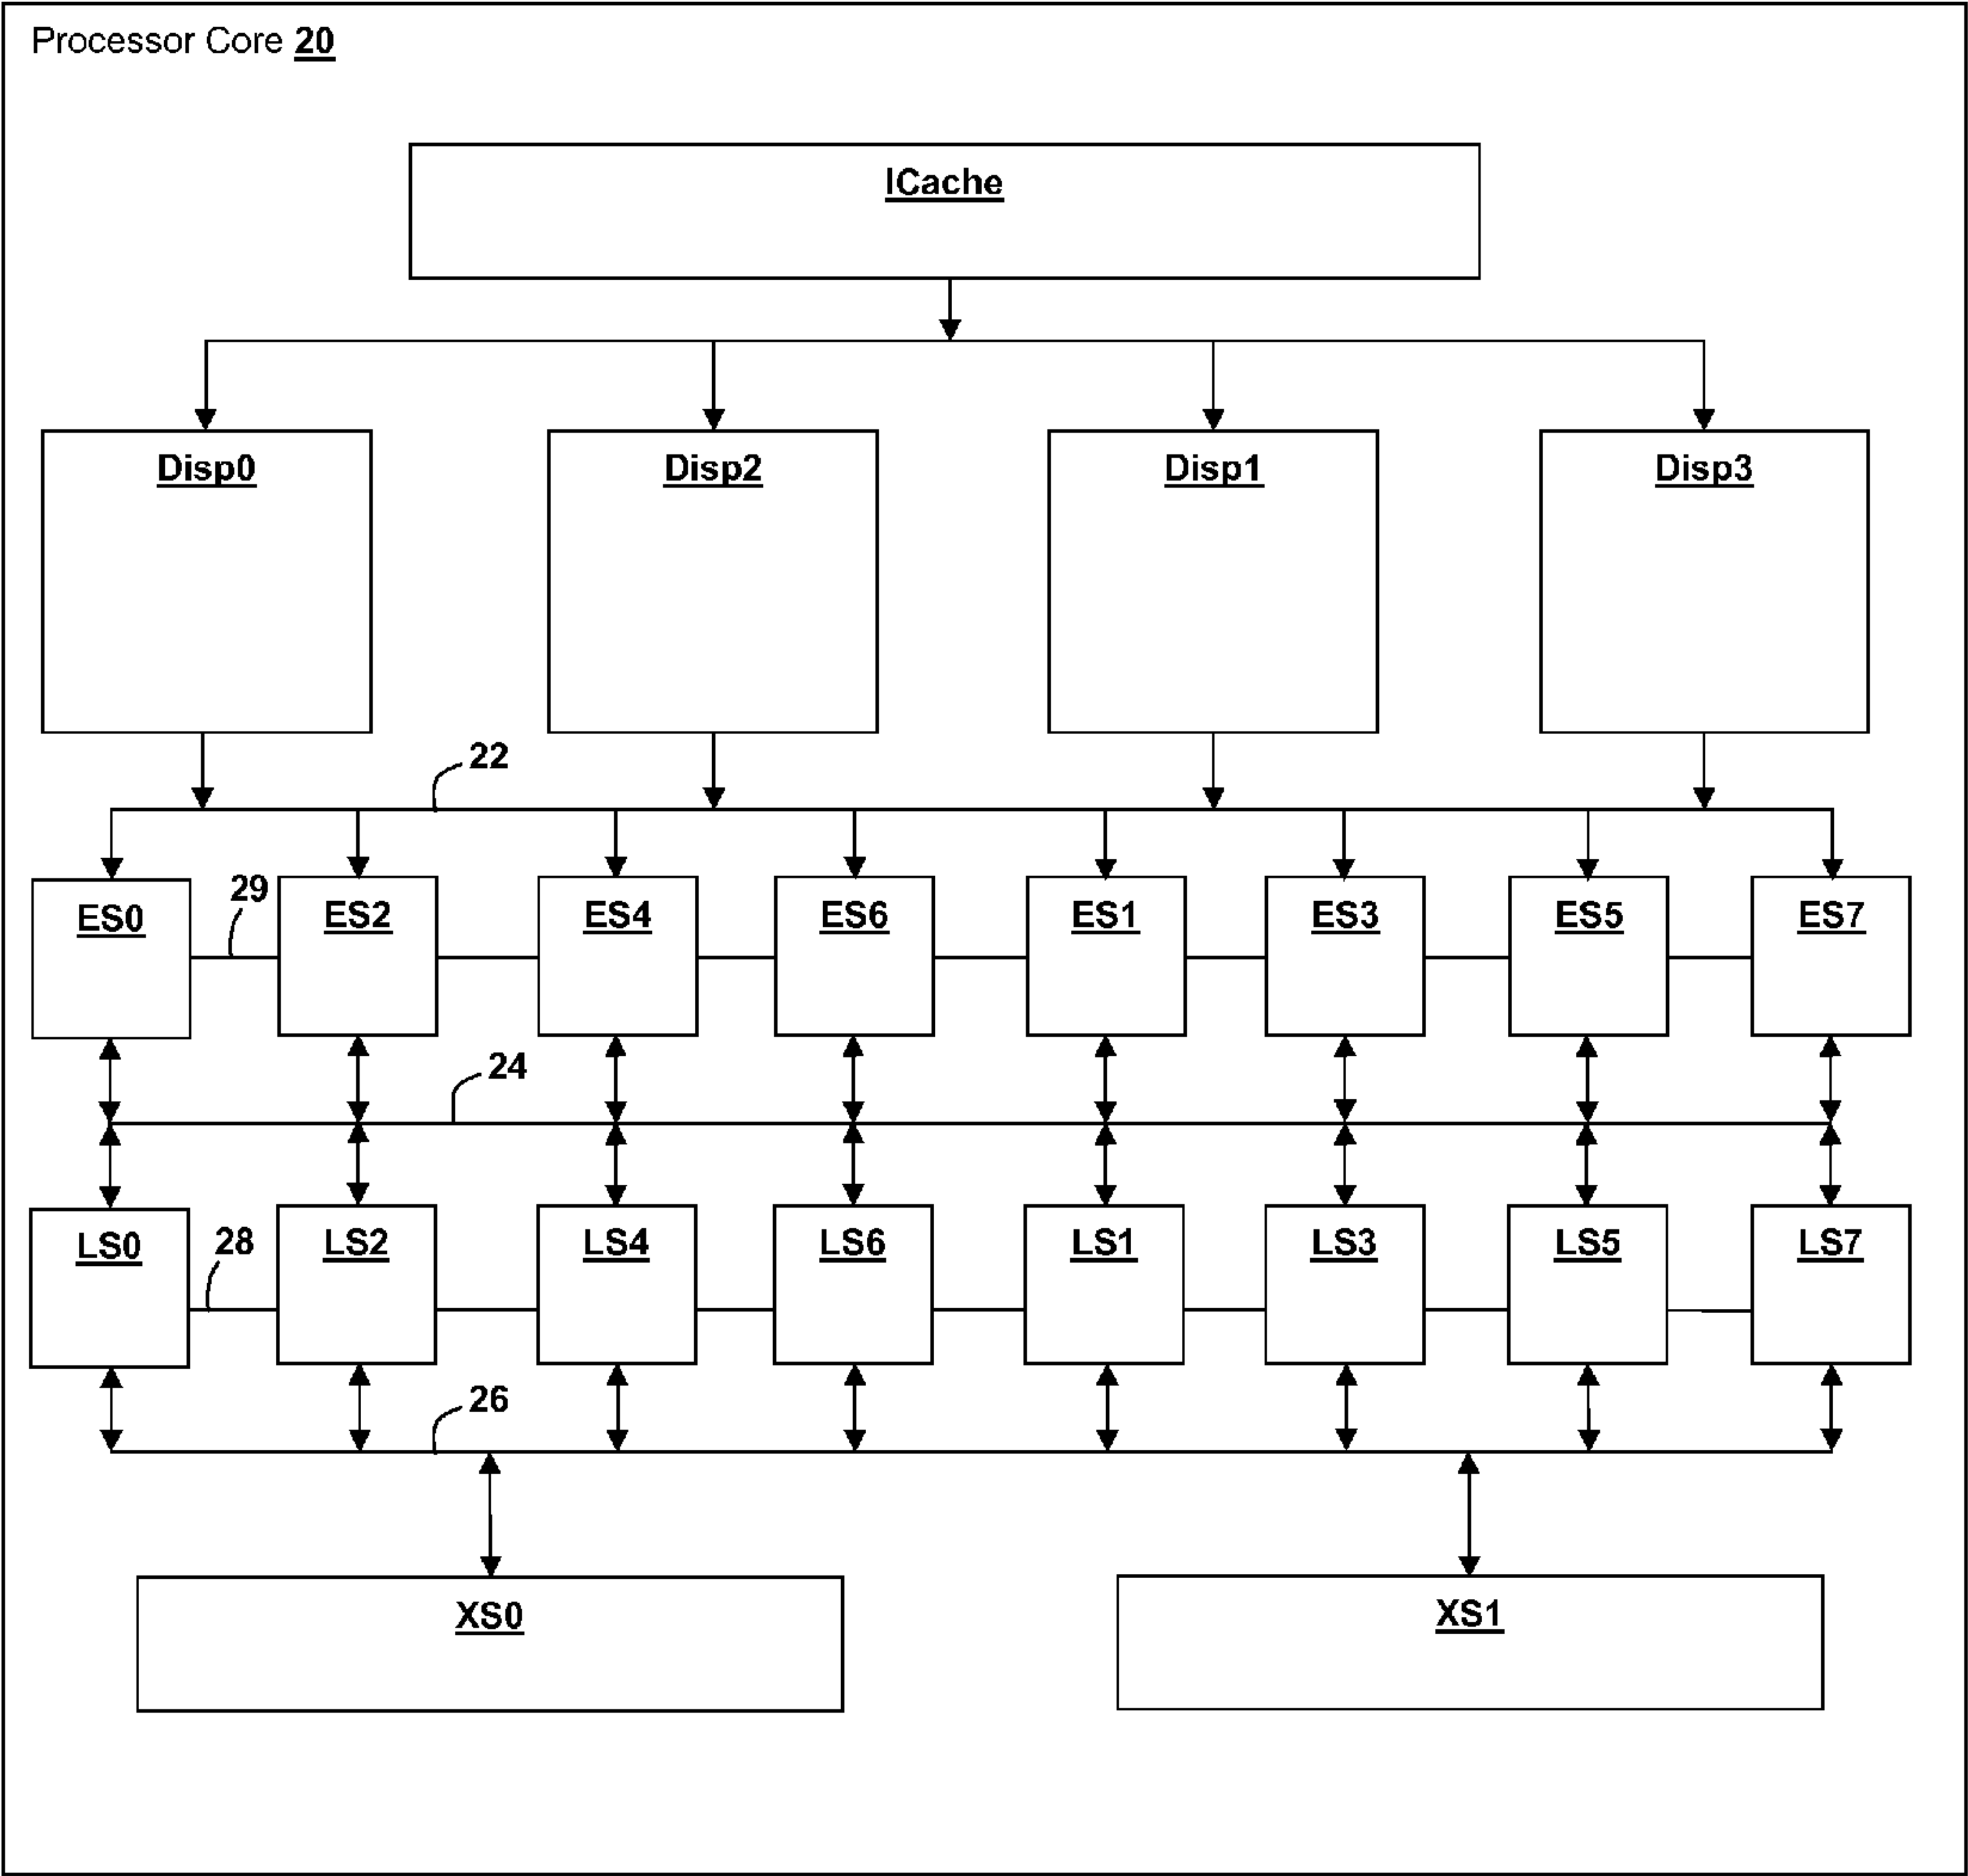 Processor Core 20
ICache
Disp0 Disp2 Disp1 Disp3
22
29
ES0 ES2 ES4 ES6 ES1 ES3 ES5 ES7
24
LS0 28 LS2 LS4 LS6 LS1 LS3 LS5 LS7
26
XS0 XS1